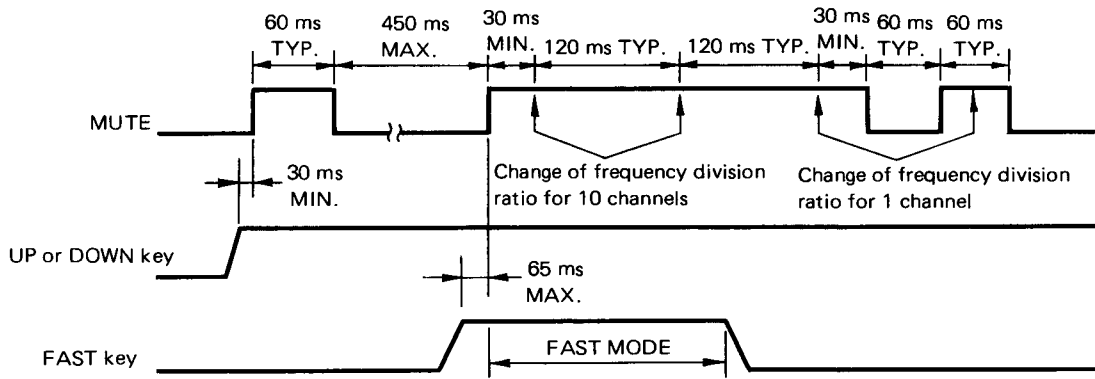 60 ms
TYP.
450 ms
MAX.
30 ms
MIN.
120 ms TYP.
120 ms TYP.
30 ms
MIN.
60 ms
TYP.
60 ms
TYP.
MUTE
30 ms
MIN.
Change of frequency division
ratio for 10 channels
Change of frequency division
ratio for 1 channel
UP or DOWN key
65 ms
MAX.
FAST key
FAST MODE